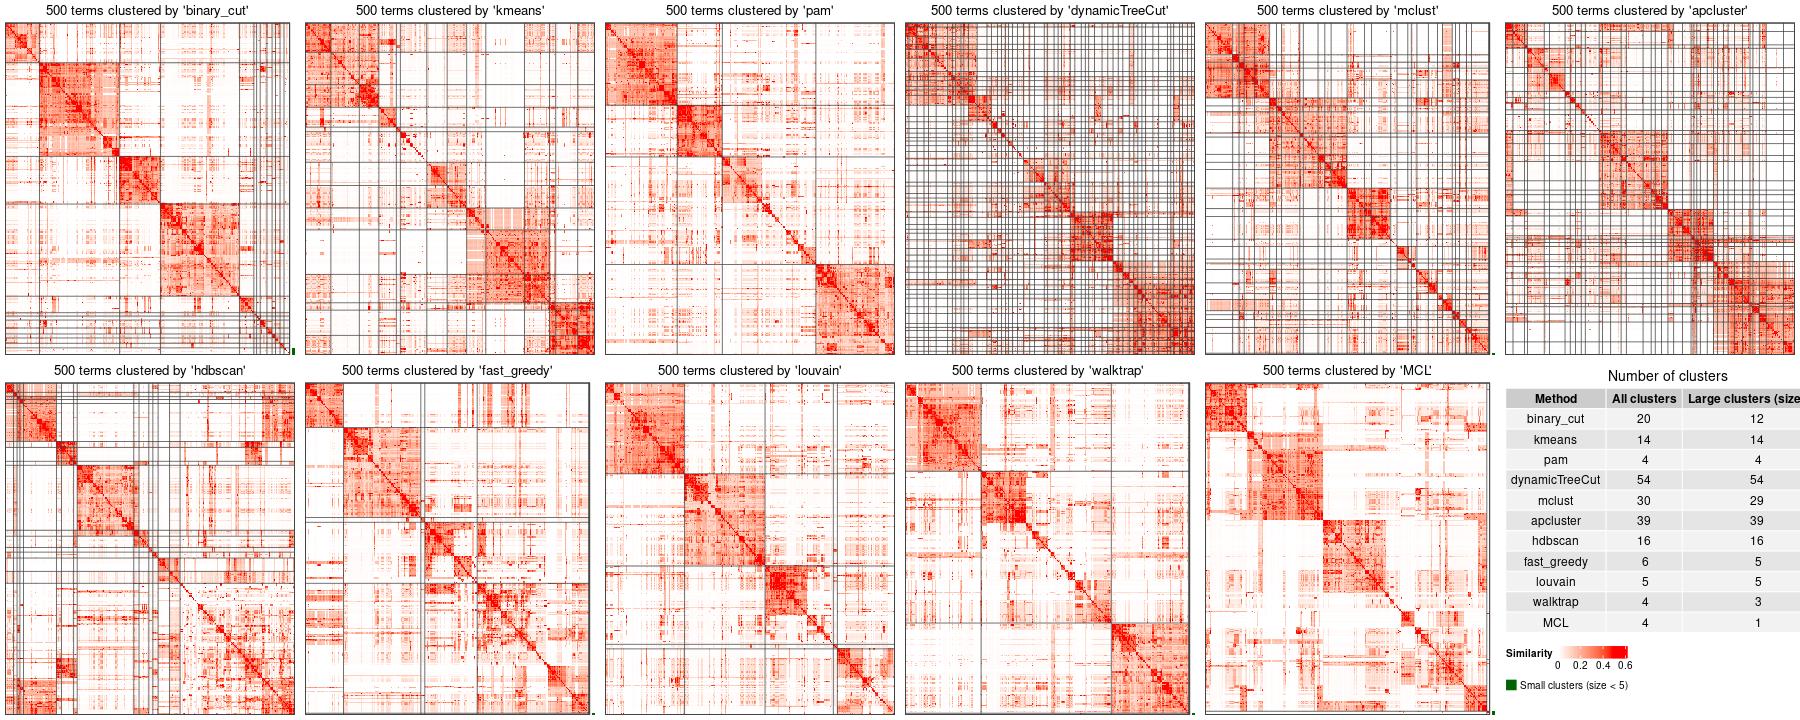 500 terms clustered by 'binary_cut'
500 terms clustered by 'kmeans'
500 terms clustered by 'pam'
500 terms clustered by 'dynamicTreeCut'
500 terms clustered by 'mclust'
500 terms clustered by 'apcluster'
500 terms clustered by 'hdbscan'
500 terms clustered by 'fast_greedy'
500 terms clustered by 'louvain'
500 terms clustered by 'walktrap'
500 terms clustered by 'MCL'
Number of clusters
Method All clusters Large clusters (size
binary_cut 20 12
kmeans 14 14
pam 4 4
dynamicTreeCut 54 54
mclust 30 29
apcluster 39 39
hdbscan 16 16
fast_greedy 6 5
louvain 5 5
walktrap 4 3
MCL 4 1
Similarity
0 0.2 0.4 0.6
Small clusters (size < 5)